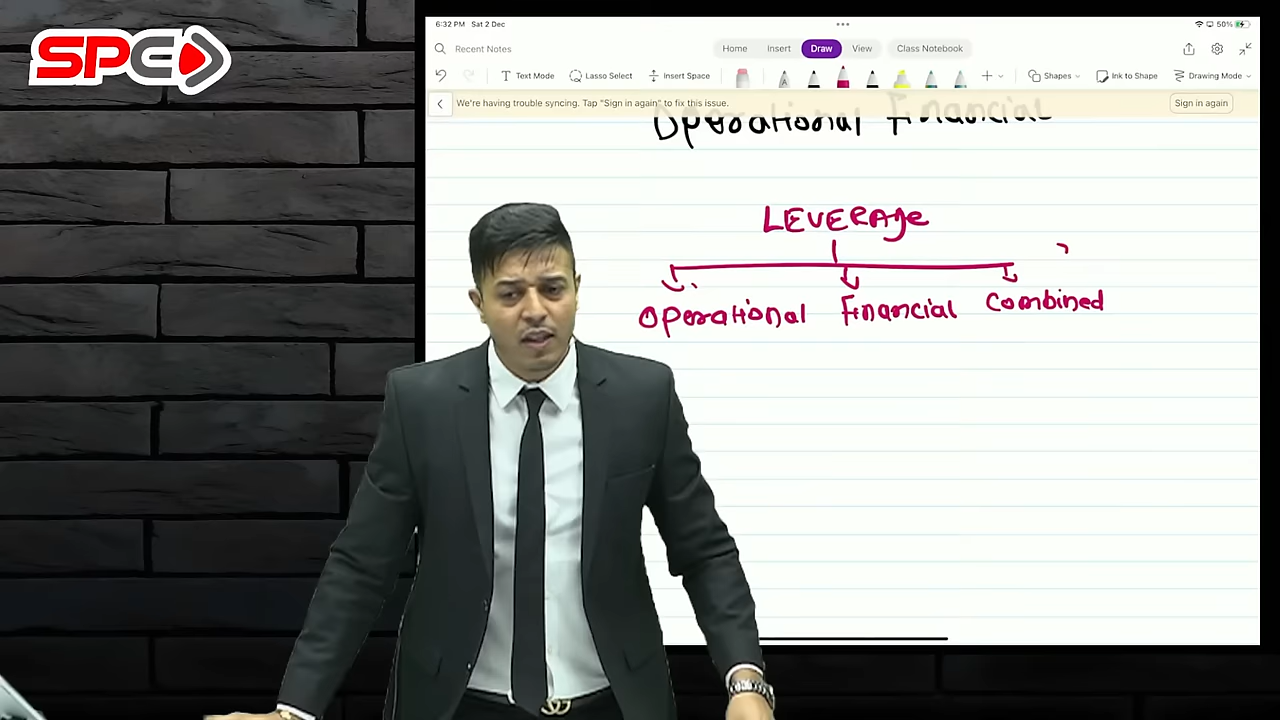 SPC
6:32 PM Sat 2 Dec
50%
Recent Notes
Home Insert Draw View Class Notebook
Text Mode Lasso Select Insert Space Shapes Ink to Shape Drawing Mode
We're having trouble syncing. Tap "Sign in again" to fix this issue.
Sign in again
Operational Financial
LEVERAge
Operational Financial Combined